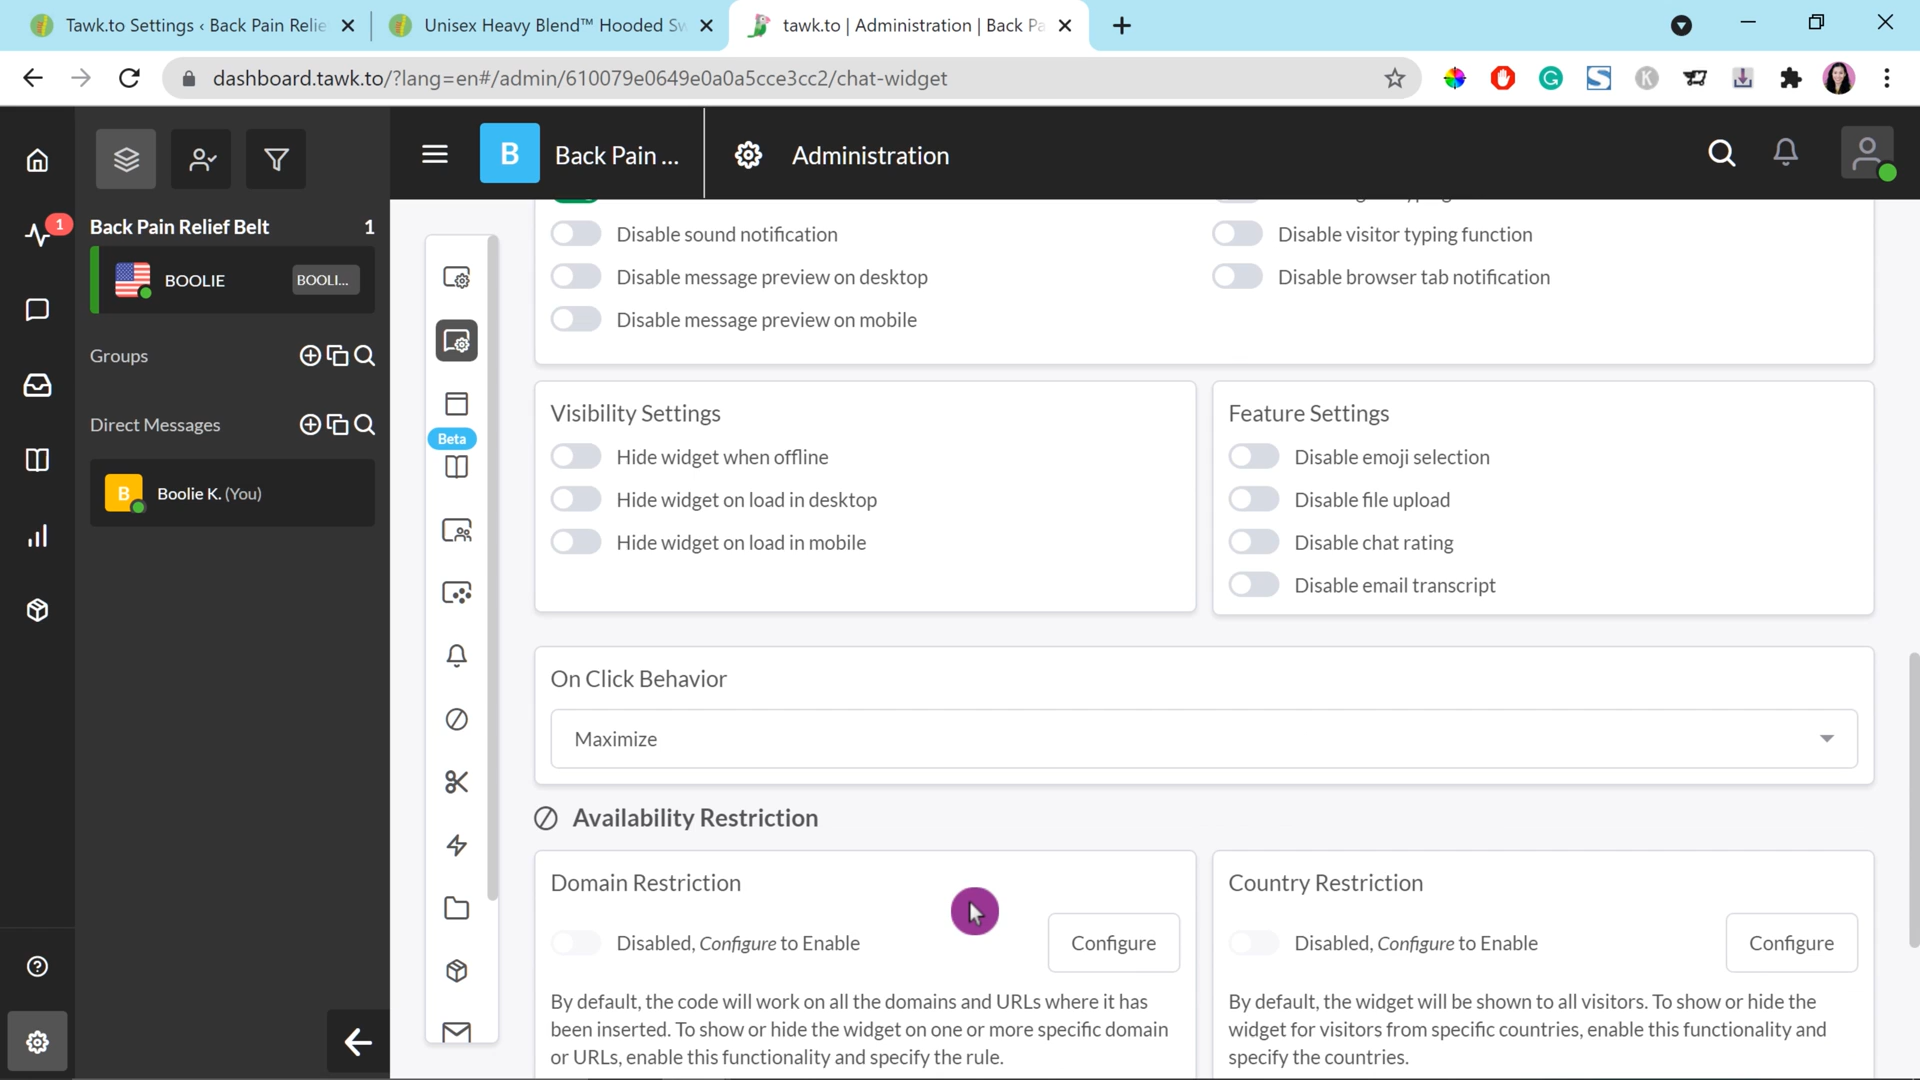 Tawk.to Settings ‹ Back Pain Relie
Unisex Heavy Blend™ Hooded Sw
tawk.to | Administration | Back Pa
dashboard.tawk.to/?lang=en#/admin/610079e0649e0a0a5cce3cc2/chat-widget
B
Back Pain ...
Administration
1
Back Pain Relief Belt
1
BOOLIE
BOOLI...
Groups
Direct Messages
B
Boolie K. (You)
Beta
Disable sound notification
Disable visitor typing function
Disable message preview on desktop
Disable browser tab notification
Disable message preview on mobile
Visibility Settings
Hide widget when offline
Hide widget on load in desktop
Hide widget on load in mobile
Feature Settings
Disable emoji selection
Disable file upload
Disable chat rating
Disable email transcript
On Click Behavior
Maximize
Availability Restriction
Domain Restriction
Disabled, Configure to Enable
Configure
By default, the code will work on all the domains and URLs where it has
been inserted. To show or hide the widget on one or more specific domain
or URLs, enable this functionality and specify the rule.
Country Restriction
Disabled, Configure to Enable
Configure
By default, the widget will be shown to all visitors. To show or hide the
widget for visitors from specific countries, enable this functionality and
specify the countries.